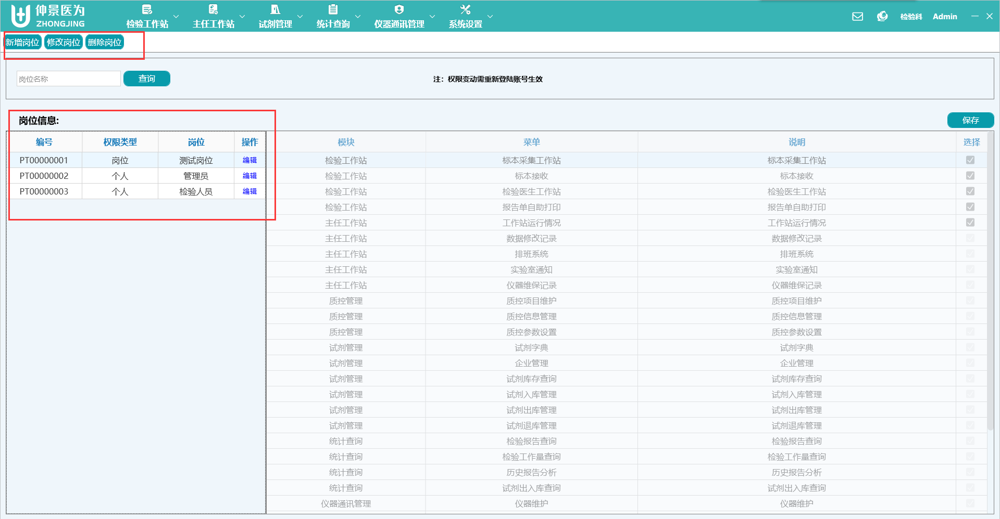 仲景医为
ZHONGJING
检验工作站 主任工作站 试剂管理 统计查询 仪器通讯管理 系统设置 检验科 Admin
新增岗位 修改岗位 删除岗位
岗位名称 查询 注：权限变动需重新登陆账号生效
岗位信息: 保存
编号 权限类型 岗位 操作 模块 菜单 说明 选择
PT00000001 岗位 测试岗位 编辑 检验工作站 标本采集工作站 标本采集工作站
PT00000002 个人 管理员 编辑 检验工作站 标本接收 标本接收
PT00000003 个人 检验人员 编辑 检验工作站 检验医生工作站 检验医生工作站
检验工作站 报告单自助打印 报告单自助打印
主任工作站 工作站运行情况 工作站运行情况
主任工作站 数据修改记录 数据修改记录
主任工作站 排班系统 排班系统
主任工作站 实验室通知 实验室通知
主任工作站 仪器维保记录 仪器维保记录
质控管理 质控项目维护 质控项目维护
质控管理 质控信息管理 质控信息管理
质控管理 质控参数设置 质控参数设置
试剂管理 试剂字典 试剂字典
试剂管理 企业管理 企业管理
试剂管理 试剂库存查询 试剂库存查询
试剂管理 试剂入库管理 试剂入库管理
试剂管理 试剂出库管理 试剂出库管理
试剂管理 试剂退库管理 试剂退库管理
统计查询 检验报告查询 检验报告查询
统计查询 检验工作量查询 检验工作量查询
统计查询 历史报告分析 历史报告分析
统计查询 试剂出入库查询 试剂出入库查询
仪器通讯管理 仪器维护 仪器维护